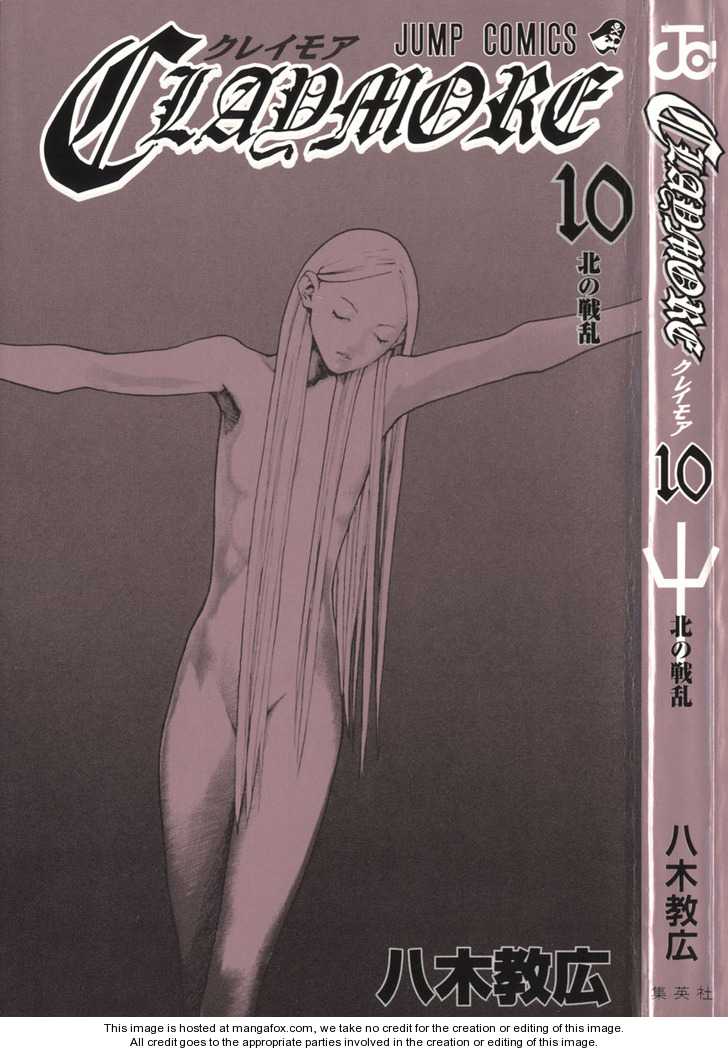 クレイモア
JUMP COMICS
CLAYMORE
10
北の戦乱
八木教広
JC
CLAYMORE
クレイモア
10
北の戦乱
八木教広
集英社
This image is hosted at mangafox.com, we take no credit for the creation or editing of this image.
All credit goes to the appropriate parties involved in the creation or editing of this image.